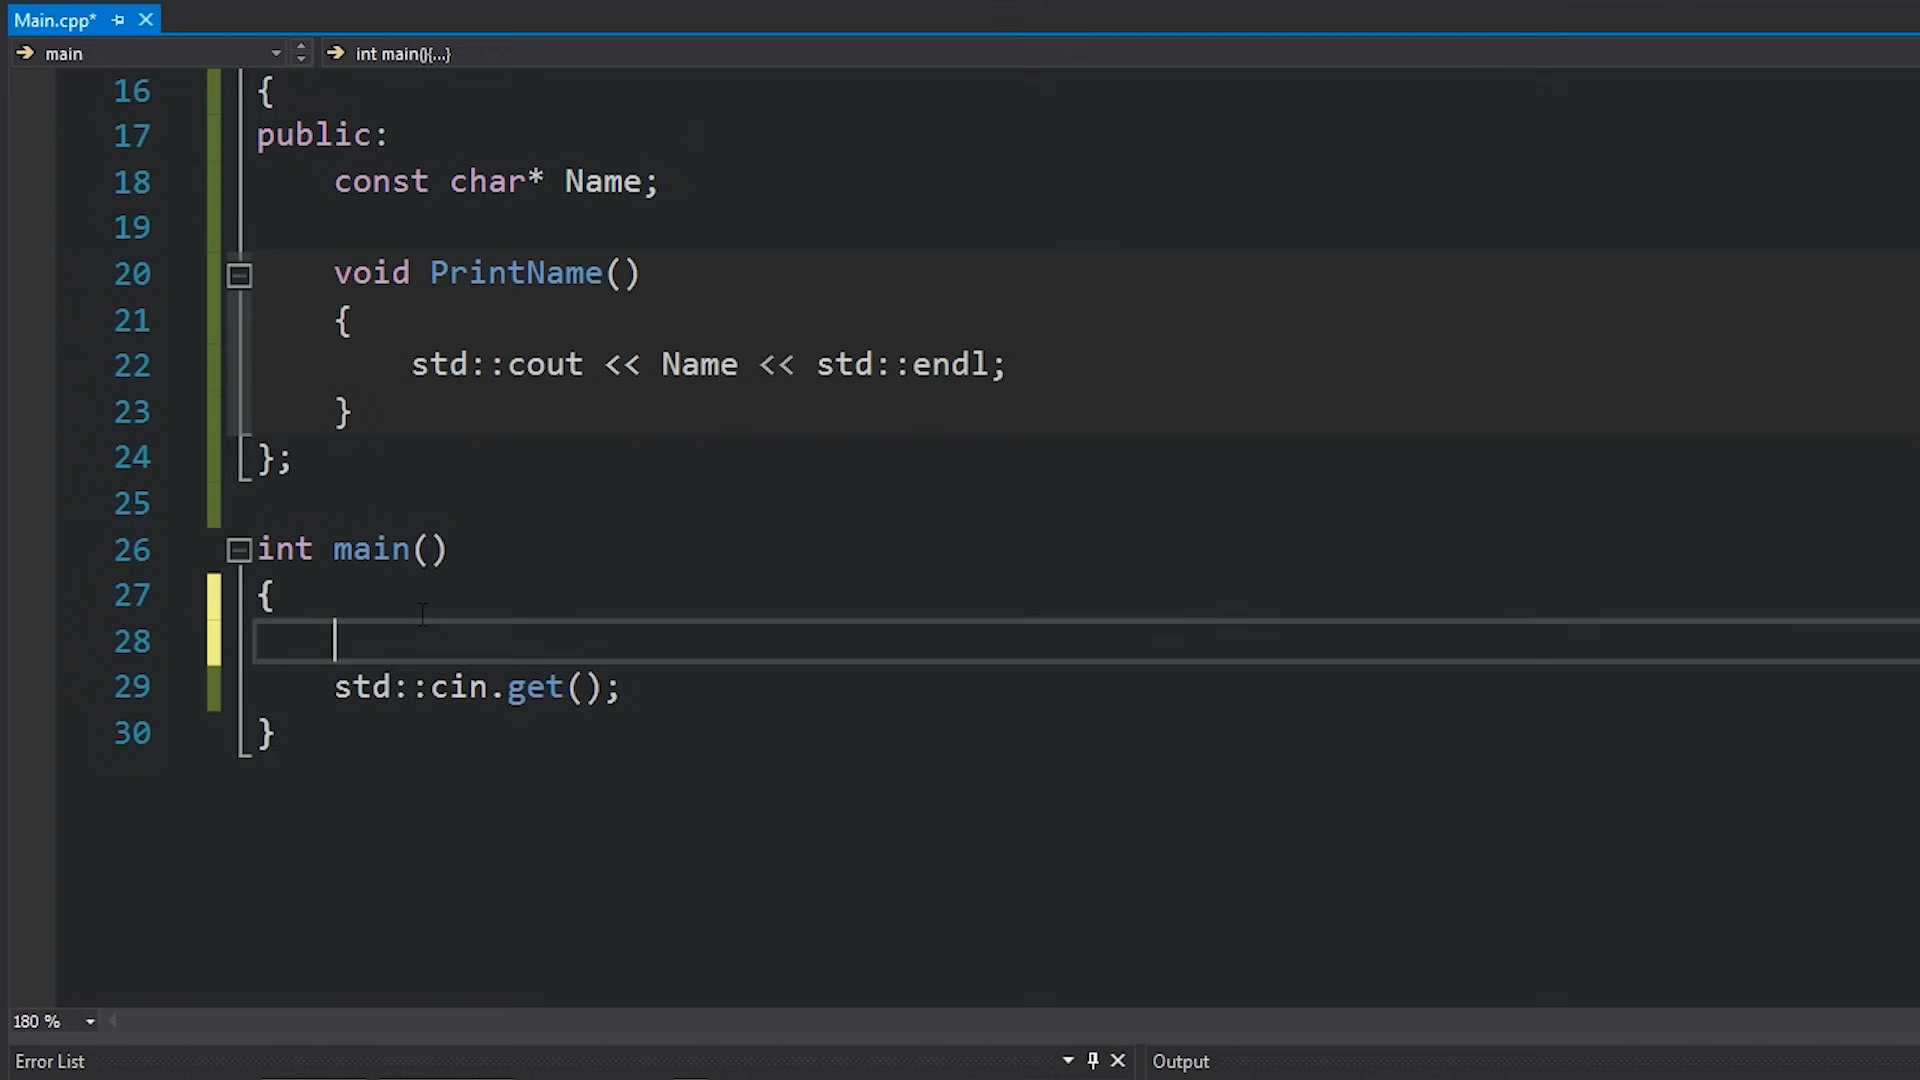 Main.cpp*
main
int main(){...}
16 {
17 public:
18 const char* Name;
19
20 void PrintName()
21 {
22 std::cout << Name << std::endl;
23 }
24 };
25
26 int main()
27 {
28
29 std::cin.get();
30 }
180 %
Error List
Output